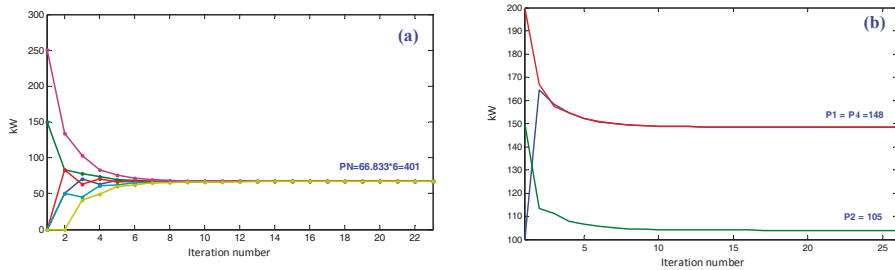 (a)
300
250
200
150
100
50
0
kW
PN=66.833*6=401
2 4 6 8 10 12 14 16 18 20 22
Iteration number
(b)
200
190
180
170
160
150
140
130
120
110
100
kW
P1 = P4 =148
P2 = 105
5 10 15 20 25
Iteration number